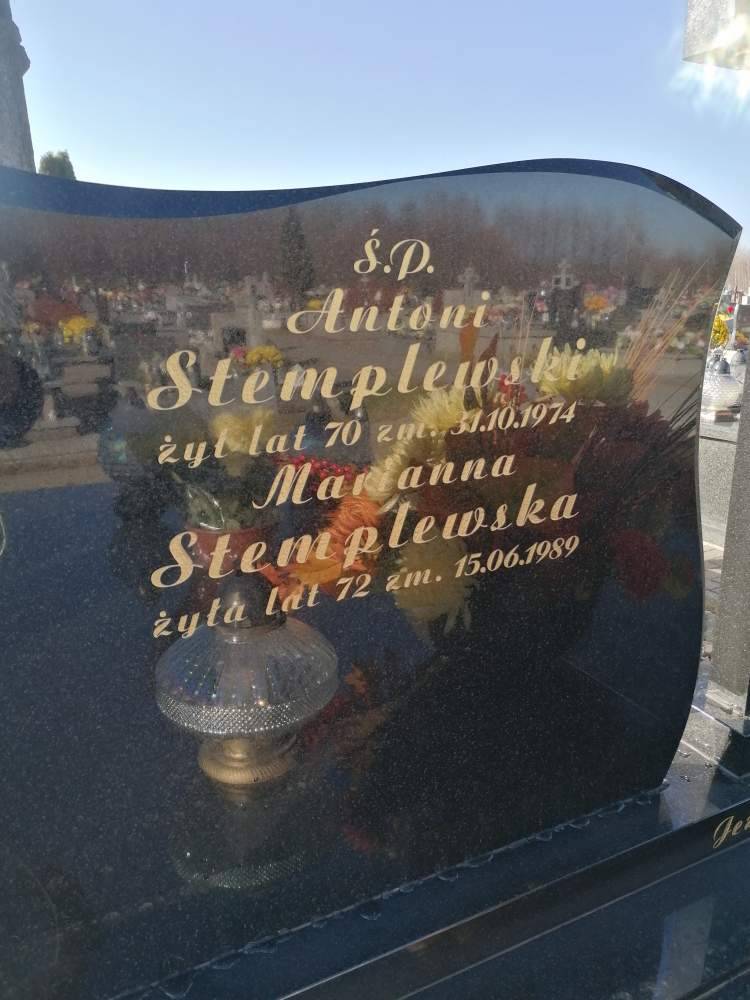 Ś.P.
Antoni
Stemplewski
żył lat 70 zm. 31.10.1974
Marianna
Stemplewska
żyła lat 72 zm. 15.06.1989